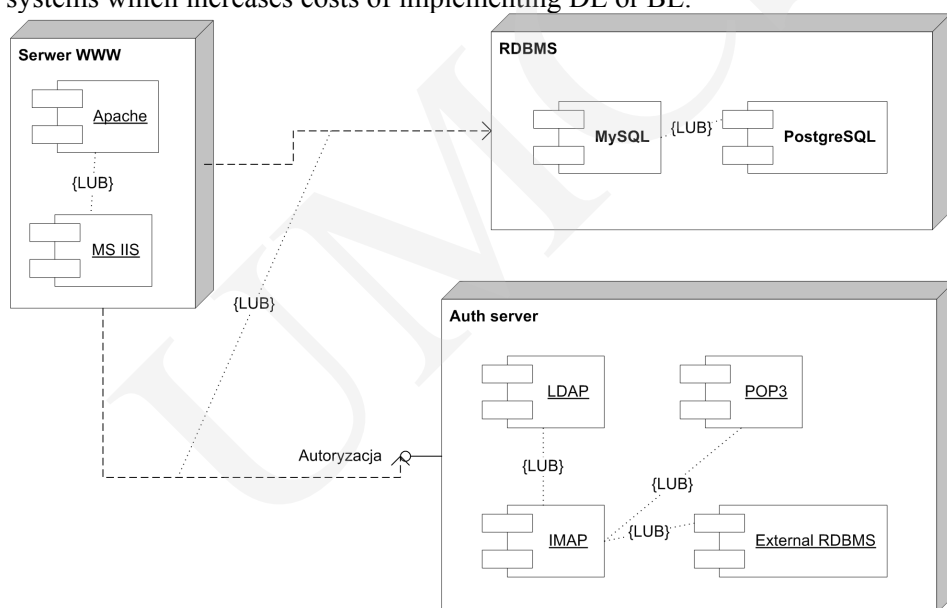 systems which increases costs of implementing DL or BL.
Serwer WWW
Apache
{LUB}
MS IIS
RDBMS
MySQL
{LUB}
PostgreSQL
{LUB}
Auth server
LDAP
POP3
Autoryzacja
{LUB}
{LUB}
IMAP
{LUB}
External RDBMS
UMCS